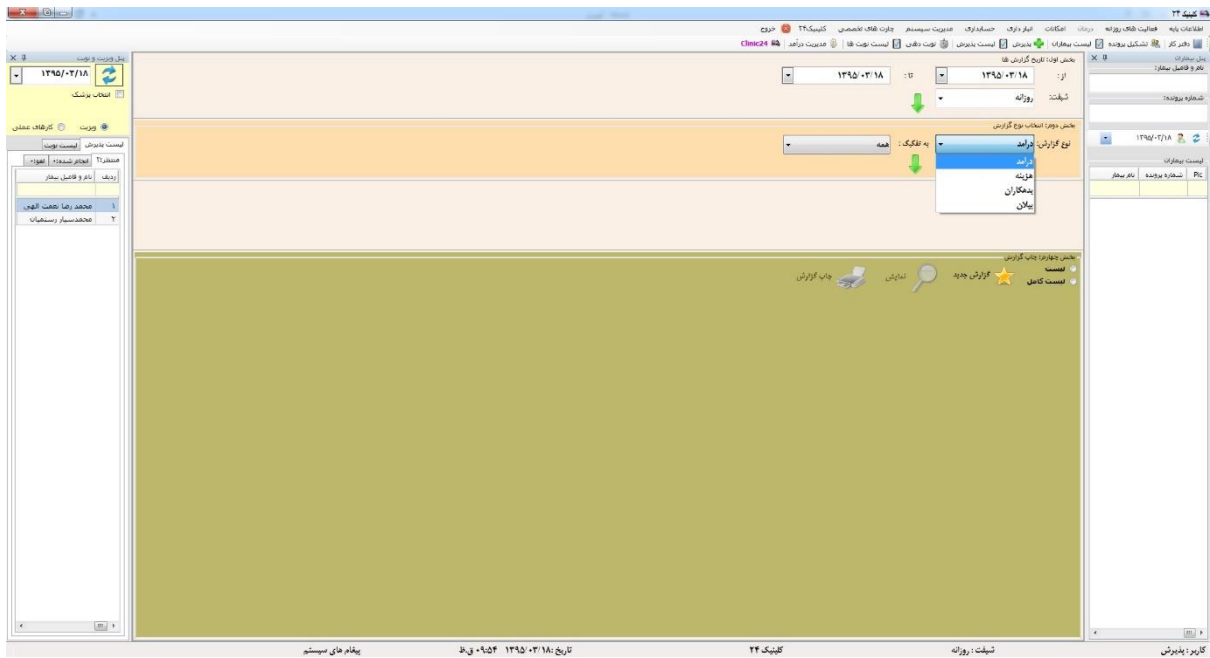 کلینیک ۲۴
اطلاعات پایه فعالیت های روزانه درمان امکانات انبار داری حسابداری مدیریت سیستم چارت های تخصصی کلینیک۲۴ خروج
دفتر کار تشکیل پرونده لیست بیماران پذیرش لیست پذیرش نوبت دهی لیست نوبت ها مدیریت درآمد Clinic24
پنل بیماران
نام و فامیل بیمار:
شماره پرونده:
۱۳۹۵/۰۳/۱۸
لیست بیماران
Pic شماره پرونده نام بیمار
بخش اول: تاریخ گزارش ها
از: ۱۳۹۵/۰۳/۱۸ تا: ۱۳۹۵/۰۳/۱۸
شیفت: روزانه
بخش دوم: انتخاب نوع گزارش
نوع گزارش: درآمد به تفکیک: همه
درآمد
هزینه
بدهکاران
بیلان
بخش چهارم: چاپ گزارش
لیست
لیست کامل
گزارش جدید نمایش چاپ گزارش
پنل ویزیت و نوبت
۱۳۹۵/۰۳/۱۸
انتخاب پزشک
ویزیت کارهای عملی
لیست پذیرش لیست نوبت
منتظر:۲ انجام شده:۰ لغو:۰
ردیف نام و فامیل بیمار
۱ محمد رضا نعمت الهی
۲ محمدسیار رستمیان
کاربر: پذیرش شیفت: روزانه کلینیک ۲۴ تاریخ: ۱۳۹۵/۰۳/۱۸ ۰۹:۵۴ ق.ظ پیغام های سیستم